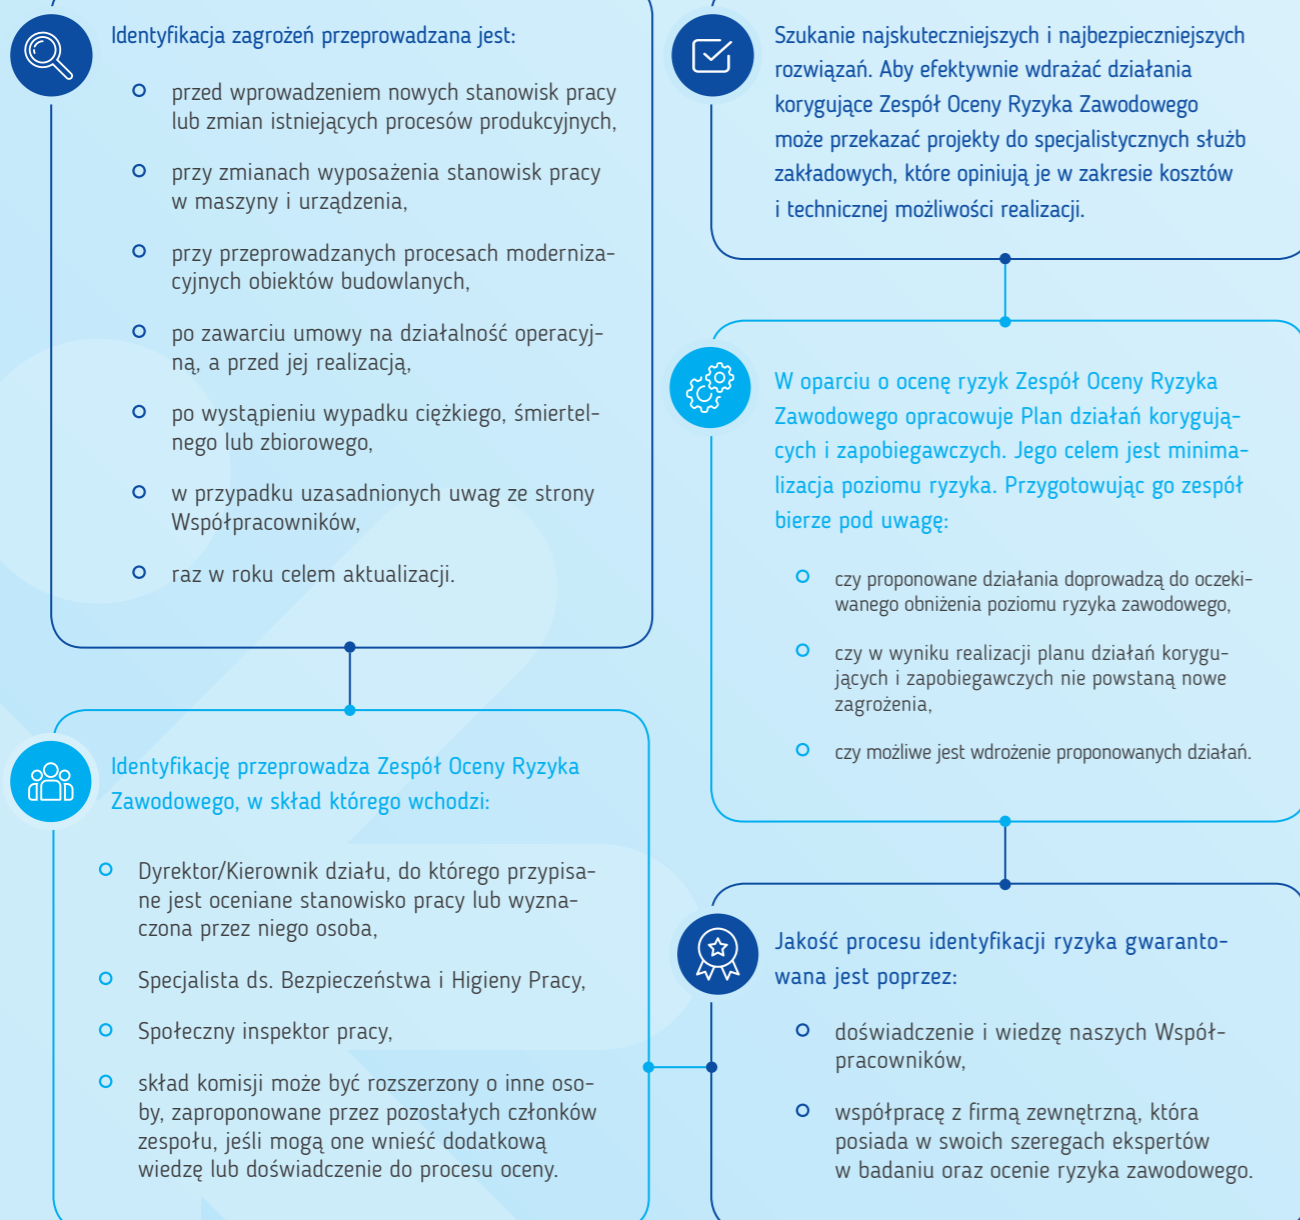 Identyfikacja zagrożeń przeprowadzana jest:
przed wprowadzeniem nowych stanowisk pracy
lub zmian istniejących procesów produkcyjnych,
przy zmianach wyposażenia stanowisk pracy
w maszyny i urządzenia,
przy przeprowadzanych procesach moderniza-
cyjnych obiektów budowlanych,
po zawarciu umowy na działalność operacyj-
ną, a przed jej realizacją,
po wystąpieniu wypadku ciężkiego, śmiertel-
nego lub zbiorowego,
w przypadku uzasadnionych uwag ze strony
Współpracowników,
raz w roku celem aktualizacji.
Identyfikację przeprowadza Zespół Oceny Ryzyka
Zawodowego, w skład którego wchodzi:
Dyrektor/Kierownik działu, do którego przypisa-
ne jest oceniane stanowisko pracy lub wyzna-
czona przez niego osoba,
Specjalista ds. Bezpieczeństwa i Higieny Pracy,
Społeczny inspektor pracy,
skład komisji może być rozszerzony o inne oso-
by, zaproponowane przez pozostałych członków
zespołu, jeśli mogą one wnieść dodatkową
wiedzę lub doświadczenie do procesu oceny.
Szukanie najskuteczniejszych i najbezpieczniejszych
rozwiązań. Aby efektywnie wdrażać działania
korygujące Zespół Oceny Ryzyka Zawodowego
może przekazać projekty do specjalistycznych służb
zakładowych, które opiniują je w zakresie kosztów
i technicznej możliwości realizacji.
W oparciu o ocenę ryzyk Zespół Oceny Ryzyka
Zawodowego opracowuje Plan działań korygują-
cych i zapobiegawczych. Jego celem jest minima-
lizacja poziomu ryzyka. Przygotowując go zespół
bierze pod uwagę:
czy proponowane działania doprowadzą do oczeki-
wanego obniżenia poziomu ryzyka zawodowego,
czy w wyniku realizacji planu działań korygu-
jących i zapobiegawczych nie powstaną nowe
zagrożenia,
czy możliwe jest wdrożenie proponowanych działań.
Jakość procesu identyfikacji ryzyka gwaranto-
wana jest poprzez:
doświadczenie i wiedzę naszych Współ-
pracowników,
współpracę z firmą zewnętrzną, która
posiada w swoich szeregach ekspertów
w badaniu oraz ocenie ryzyka zawodowego.